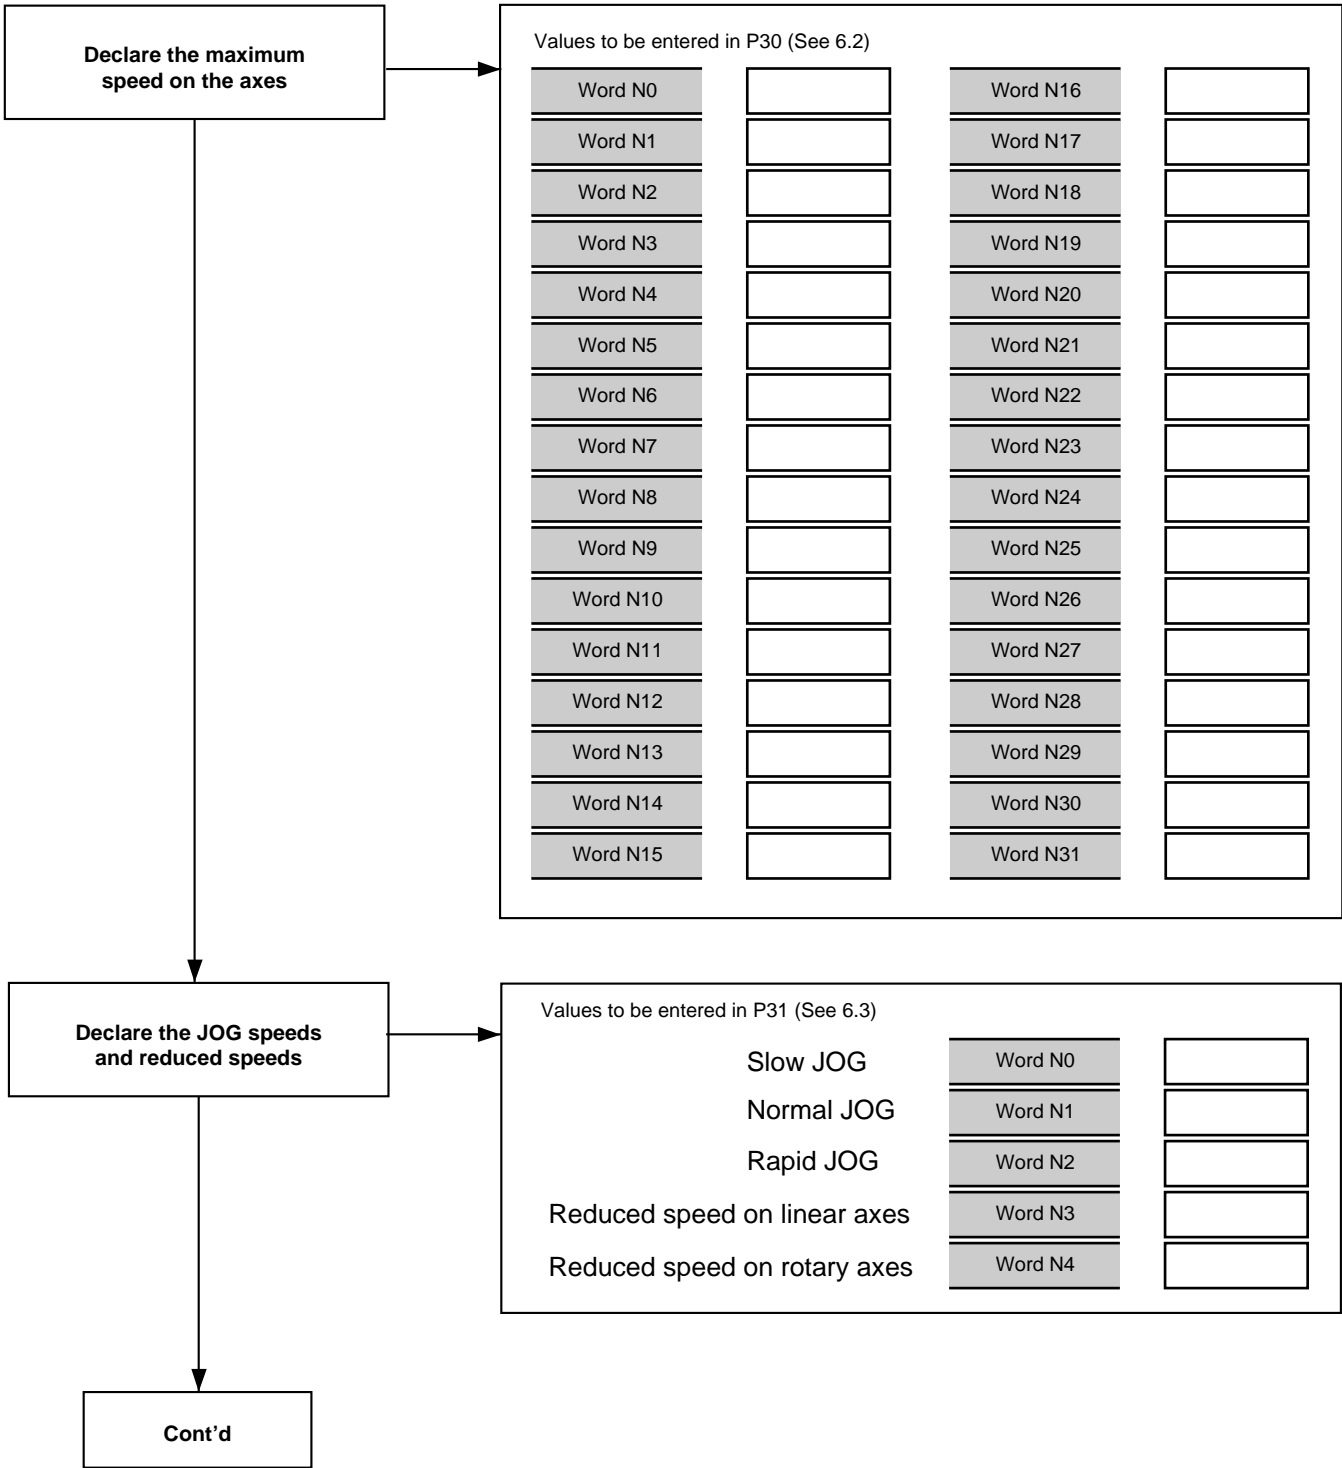 Declare the maximum
speed on the axes
Values to be entered in P30 (See 6.2)
Word N0
Word N16
Word N1
Word N17
Word N2
Word N18
Word N3
Word N19
Word N4
Word N20
Word N5
Word N21
Word N6
Word N22
Word N7
Word N23
Word N8
Word N24
Word N9
Word N25
Word N10
Word N26
Word N11
Word N27
Word N12
Word N28
Word N13
Word N29
Word N14
Word N30
Word N15
Word N31
Declare the JOG speeds
and reduced speeds
Values to be entered in P31 (See 6.3)
Slow JOG
Word N0
Normal JOG
Word N1
Rapid JOG
Word N2
Reduced speed on linear axes
Word N3
Reduced speed on rotary axes
Word N4
Cont’d